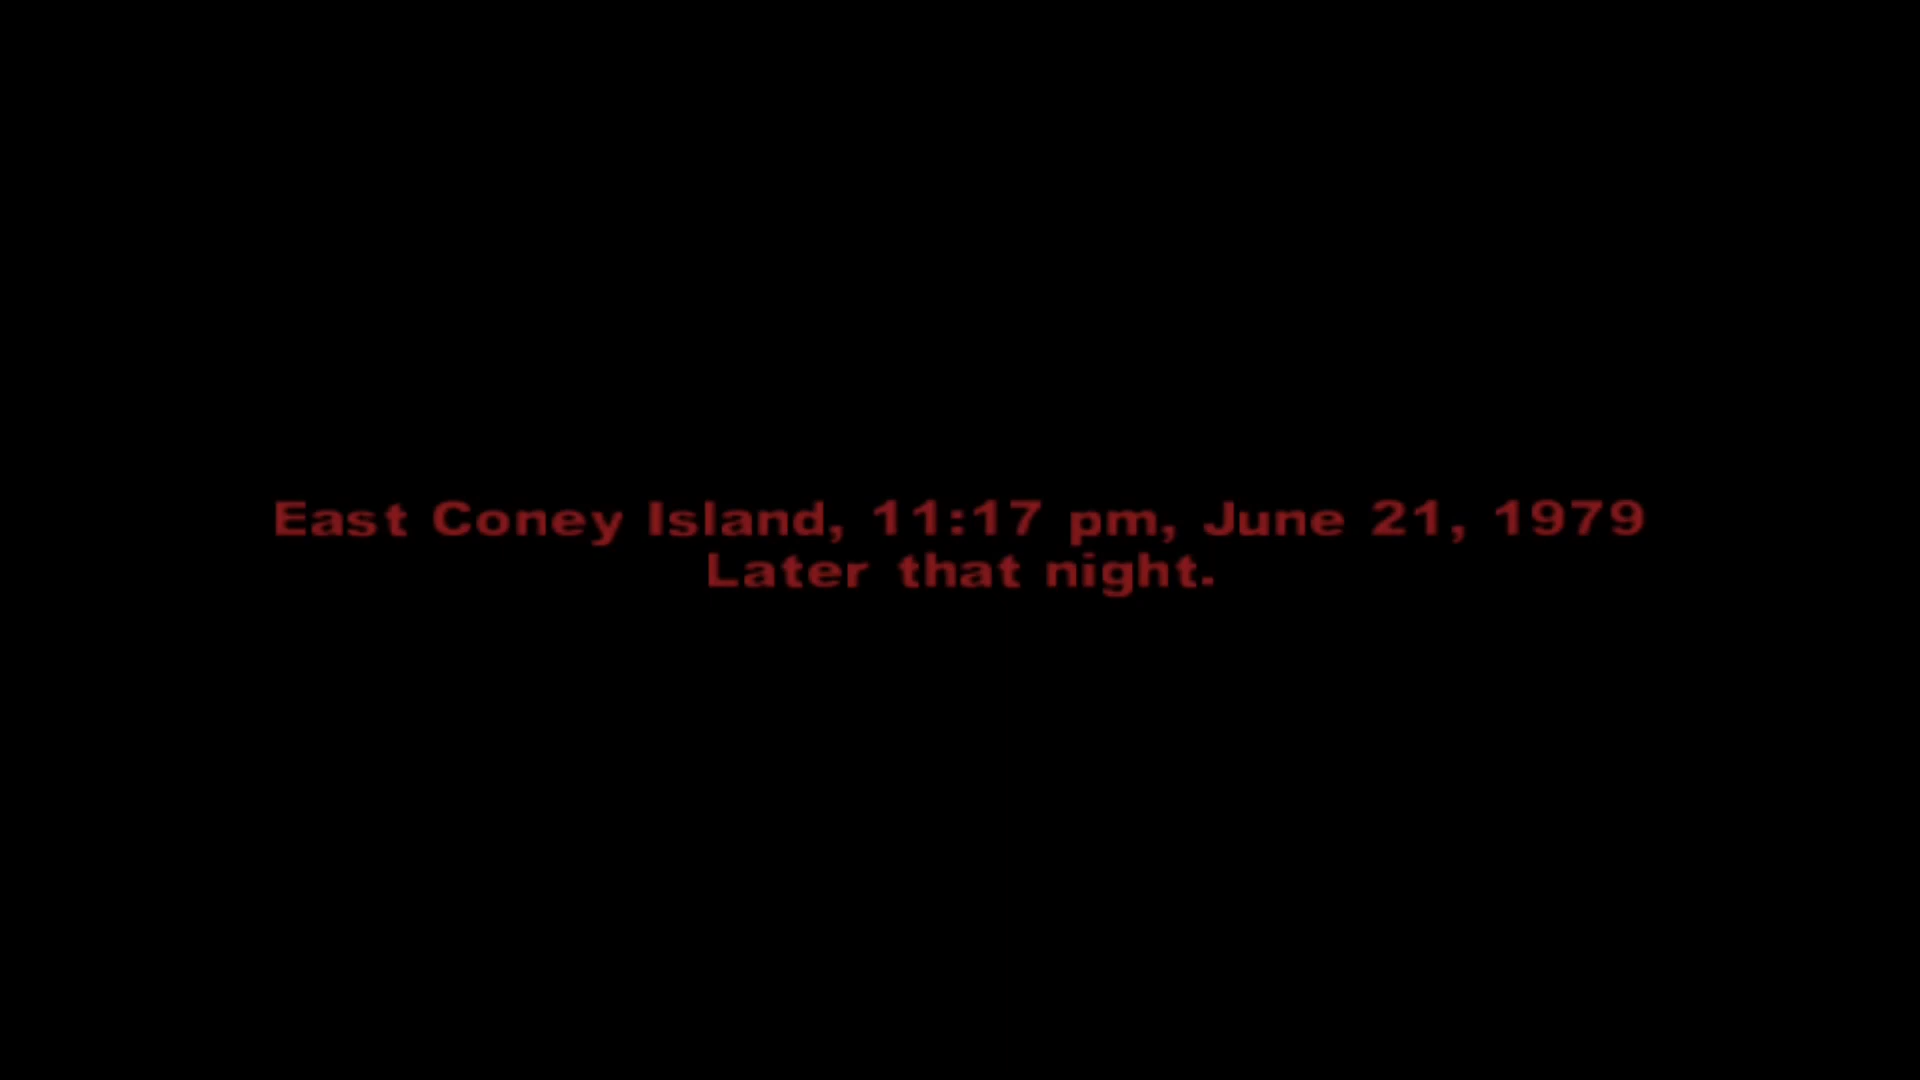 East Coney Island, 11:17 pm, June 21, 1979
Later that night.